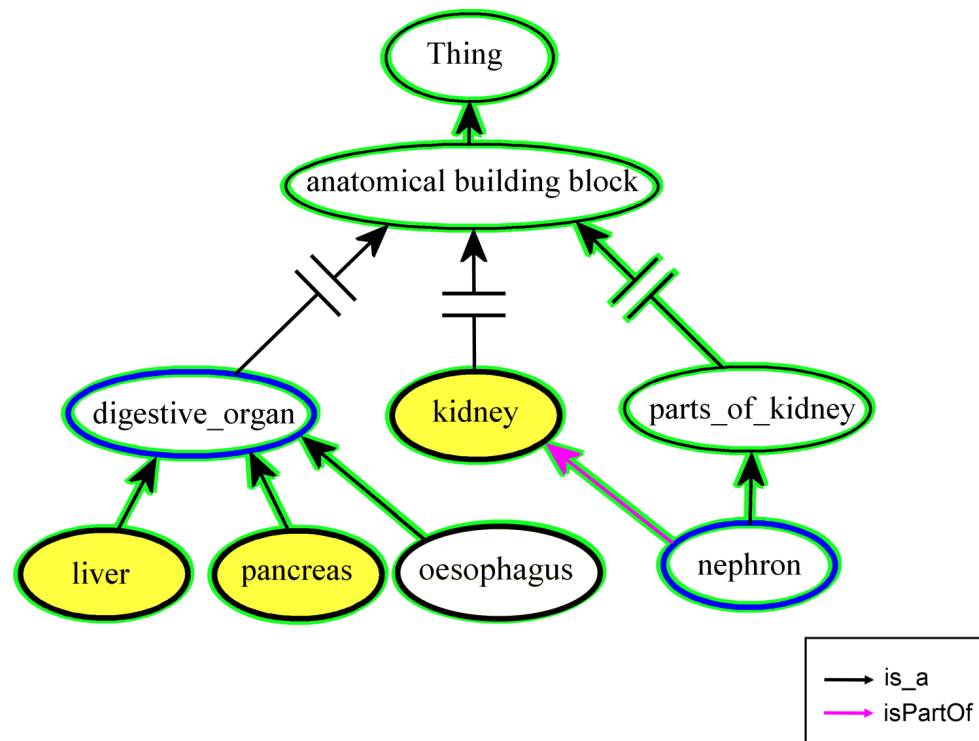 Thing
anatomical building block
digestive_organ
kidney
parts_of_kidney
liver
pancreas
oesophagus
nephron
is_a
isPartOf